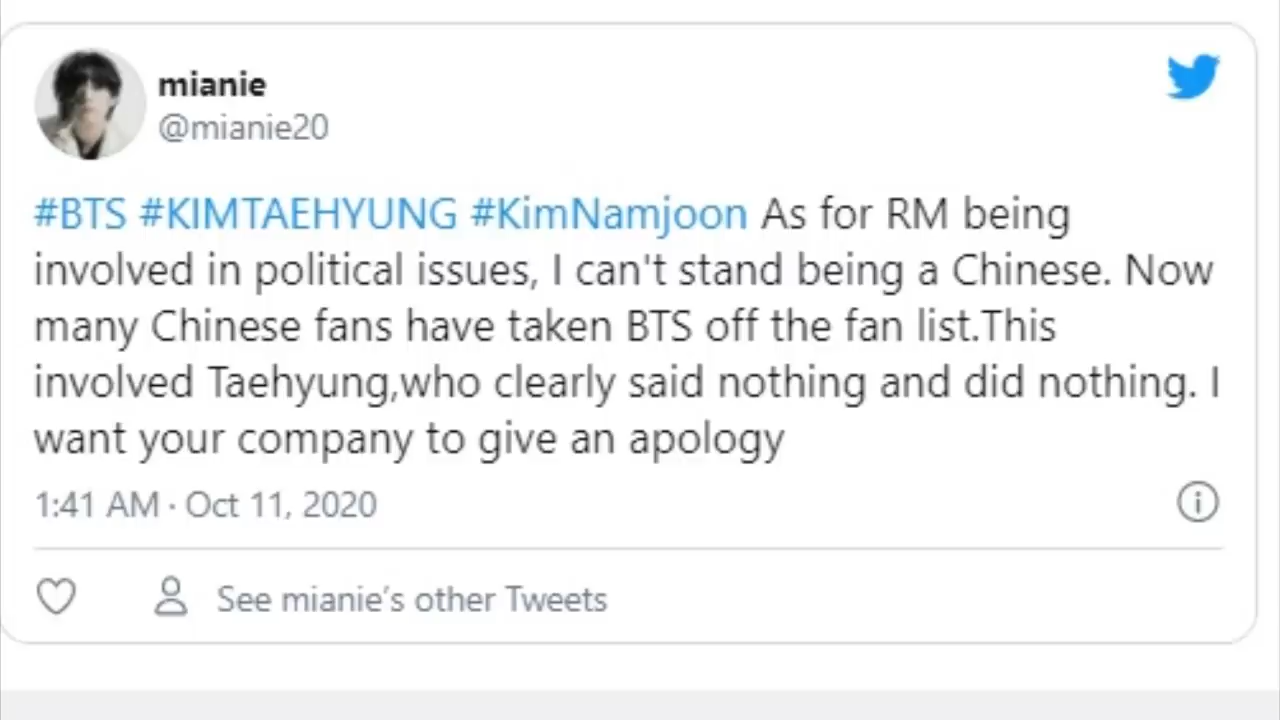 mianie
@mianie20
#BTS #KIMTAEHYUNG #KimNamjoon As for RM being
involved in political issues, I can't stand being a Chinese. Now
many Chinese fans have taken BTS off the fan list.This
involved Taehyung,who clearly said nothing and did nothing. I
want your company to give an apology
1:41 AM · Oct 11, 2020
See mianie’s other Tweets